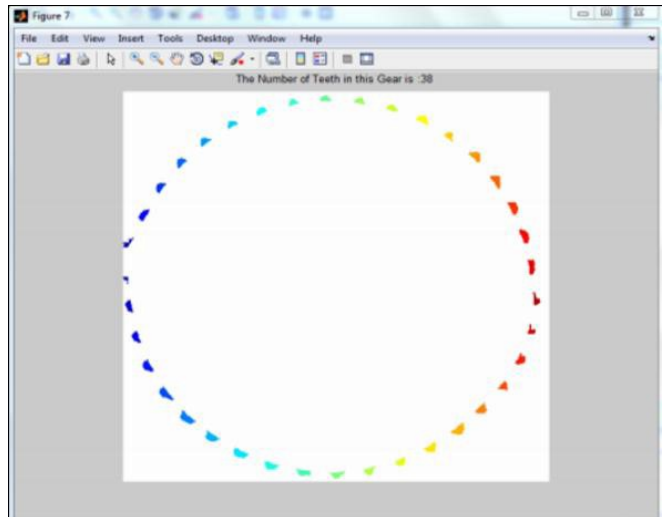 Figure 7
File Edit View Insert Tools Desktop Window Help
The Number of Teeth in this Gear is :38